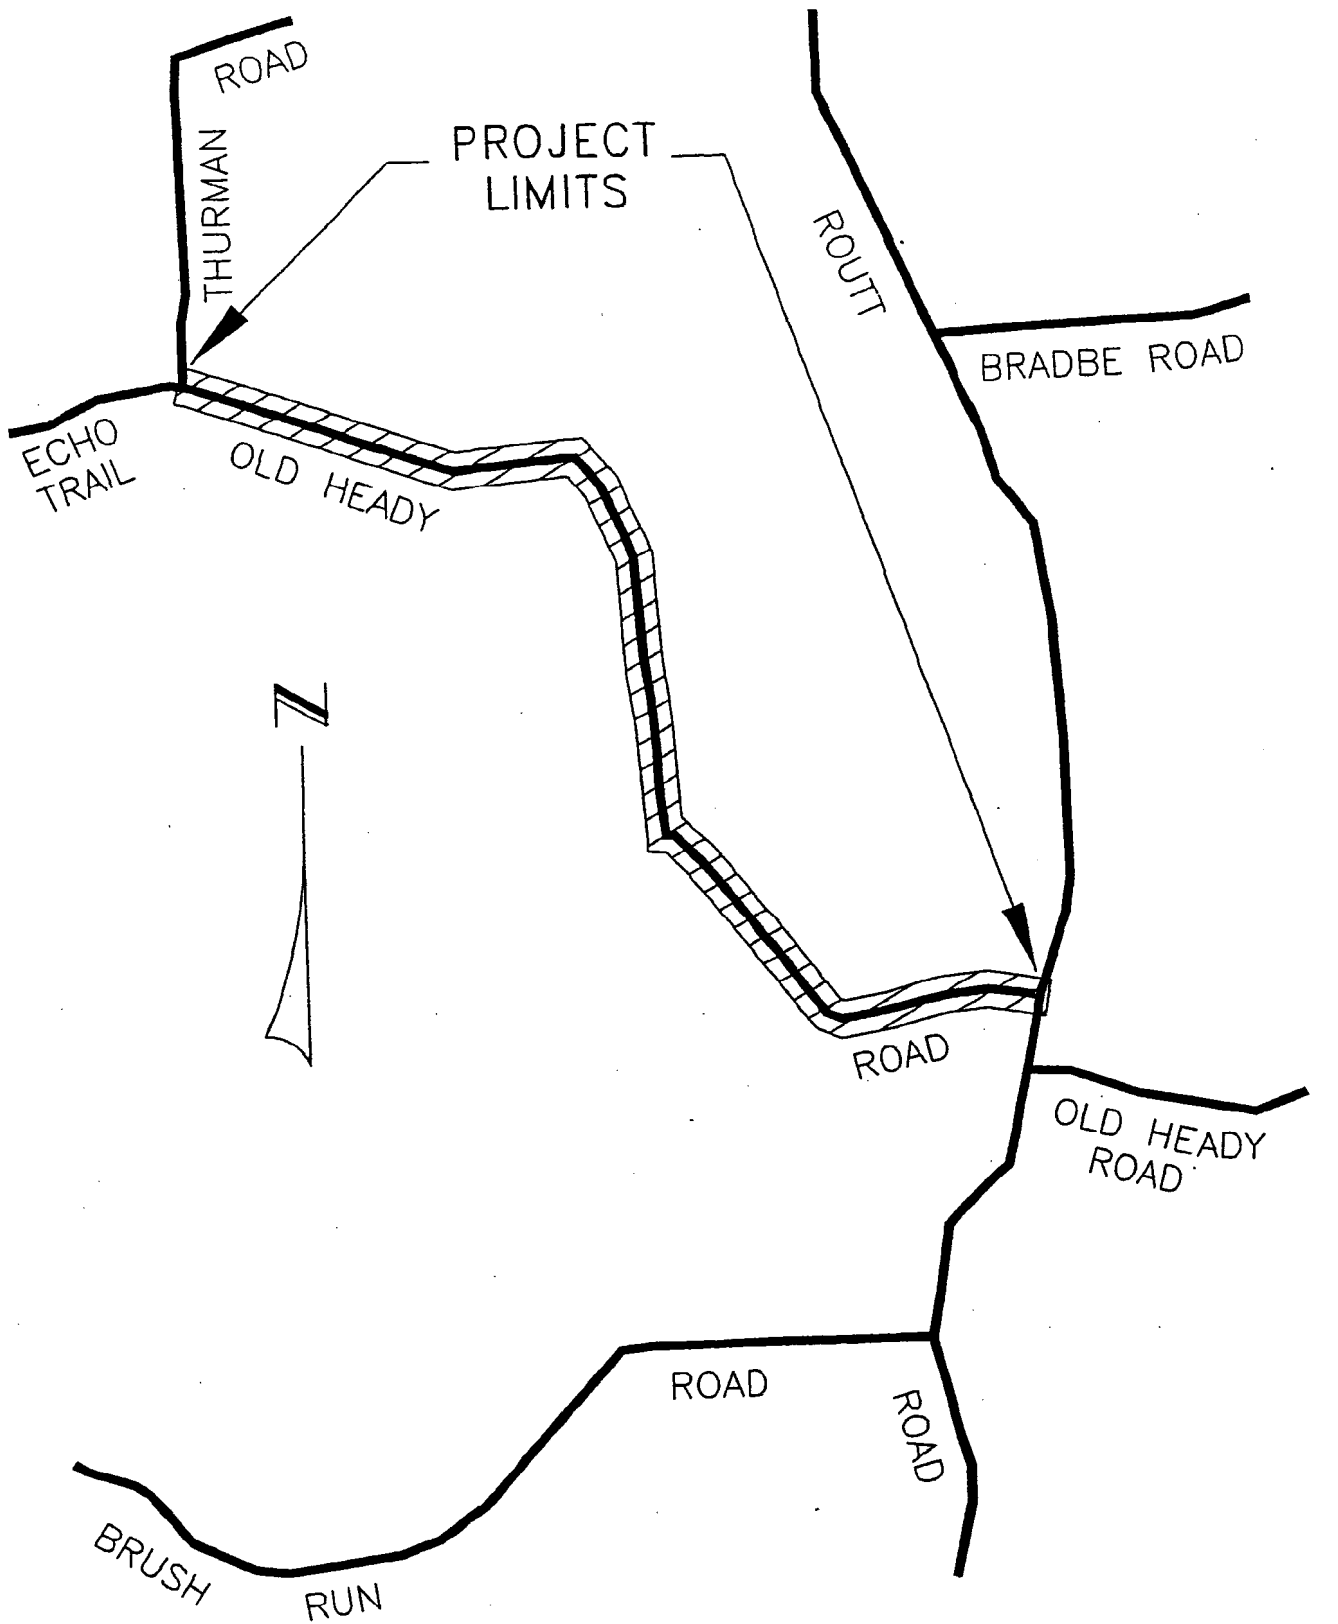 ROAD
THURMAN
PROJECT
LIMITS
ROUTT
BRADBE ROAD
ECHO
TRAIL
OLD HEADY
N
ROAD
OLD HEADY
ROAD
ROAD
ROAD
BRUSH
RUN